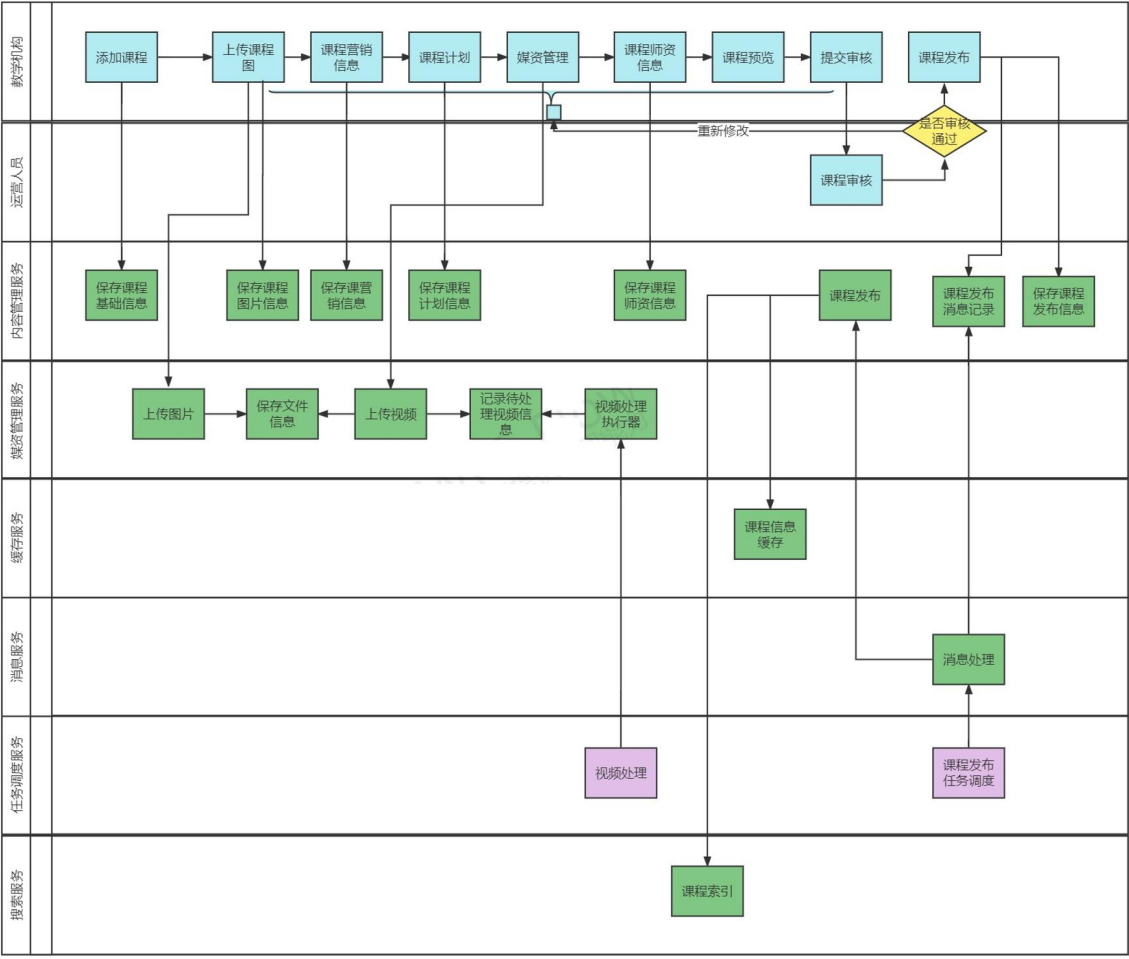 教学机构
添加课程
上传课程
图
课程营销
信息
课程计划
媒资管理
课程师资
信息
课程预览
提交审核
课程发布
运营人员
重新修改
是否审核
通过
课程审核
内容管理服务
保存课程
基础信息
保存课程
图片信息
保存课营
销信息
保存课程
计划信息
保存课程
师资信息
课程发布
课程发布
消息记录
保存课程
发布信息
媒资管理服务
上传图片
保存文件
信息
上传视频
记录待处
理视频信
息
视频处理
执行器
缓存服务
课程信息
缓存
消息服务
消息处理
任务调度服务
视频处理
课程发布
任务调度
搜索服务
课程索引